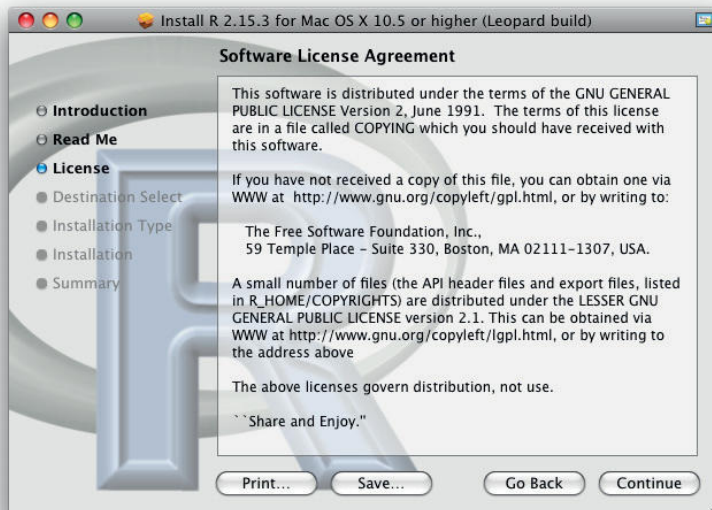 Install R 2.15.3 for Mac OS X 10.5 or higher (Leopard build)
Software License Agreement
Introduction
Read Me
License
Destination Select
Installation Type
Installation
Summary
This software is distributed under the terms of the GNU GENERAL
PUBLIC LICENSE Version 2, June 1991.  The terms of this license
are in a file called COPYING which you should have received with
this software.
If you have not received a copy of this file, you can obtain one via
WWW at  http://www.gnu.org/copyleft/gpl.html, or by writing to:
The Free Software Foundation, Inc.,
59 Temple Place – Suite 330, Boston, MA 02111–1307, USA.
A small number of files (the API header files and export files, listed
in R_HOME/COPYRIGHTS) are distributed under the LESSER GNU
GENERAL PUBLIC LICENSE version 2.1. This can be obtained via
WWW at http://www.gnu.org/copyleft/lgpl.html, or by writing to
the address above
The above licenses govern distribution, not use.
``Share and Enjoy."
Print... Save... Go Back Continue
R